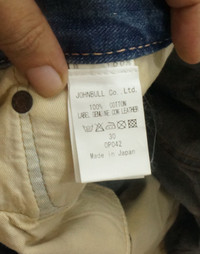 JOHNBULL Co., Ltd.
100% COTTON
LABEL GENUINE COW LEATHER
30
OP042
Made in Japan